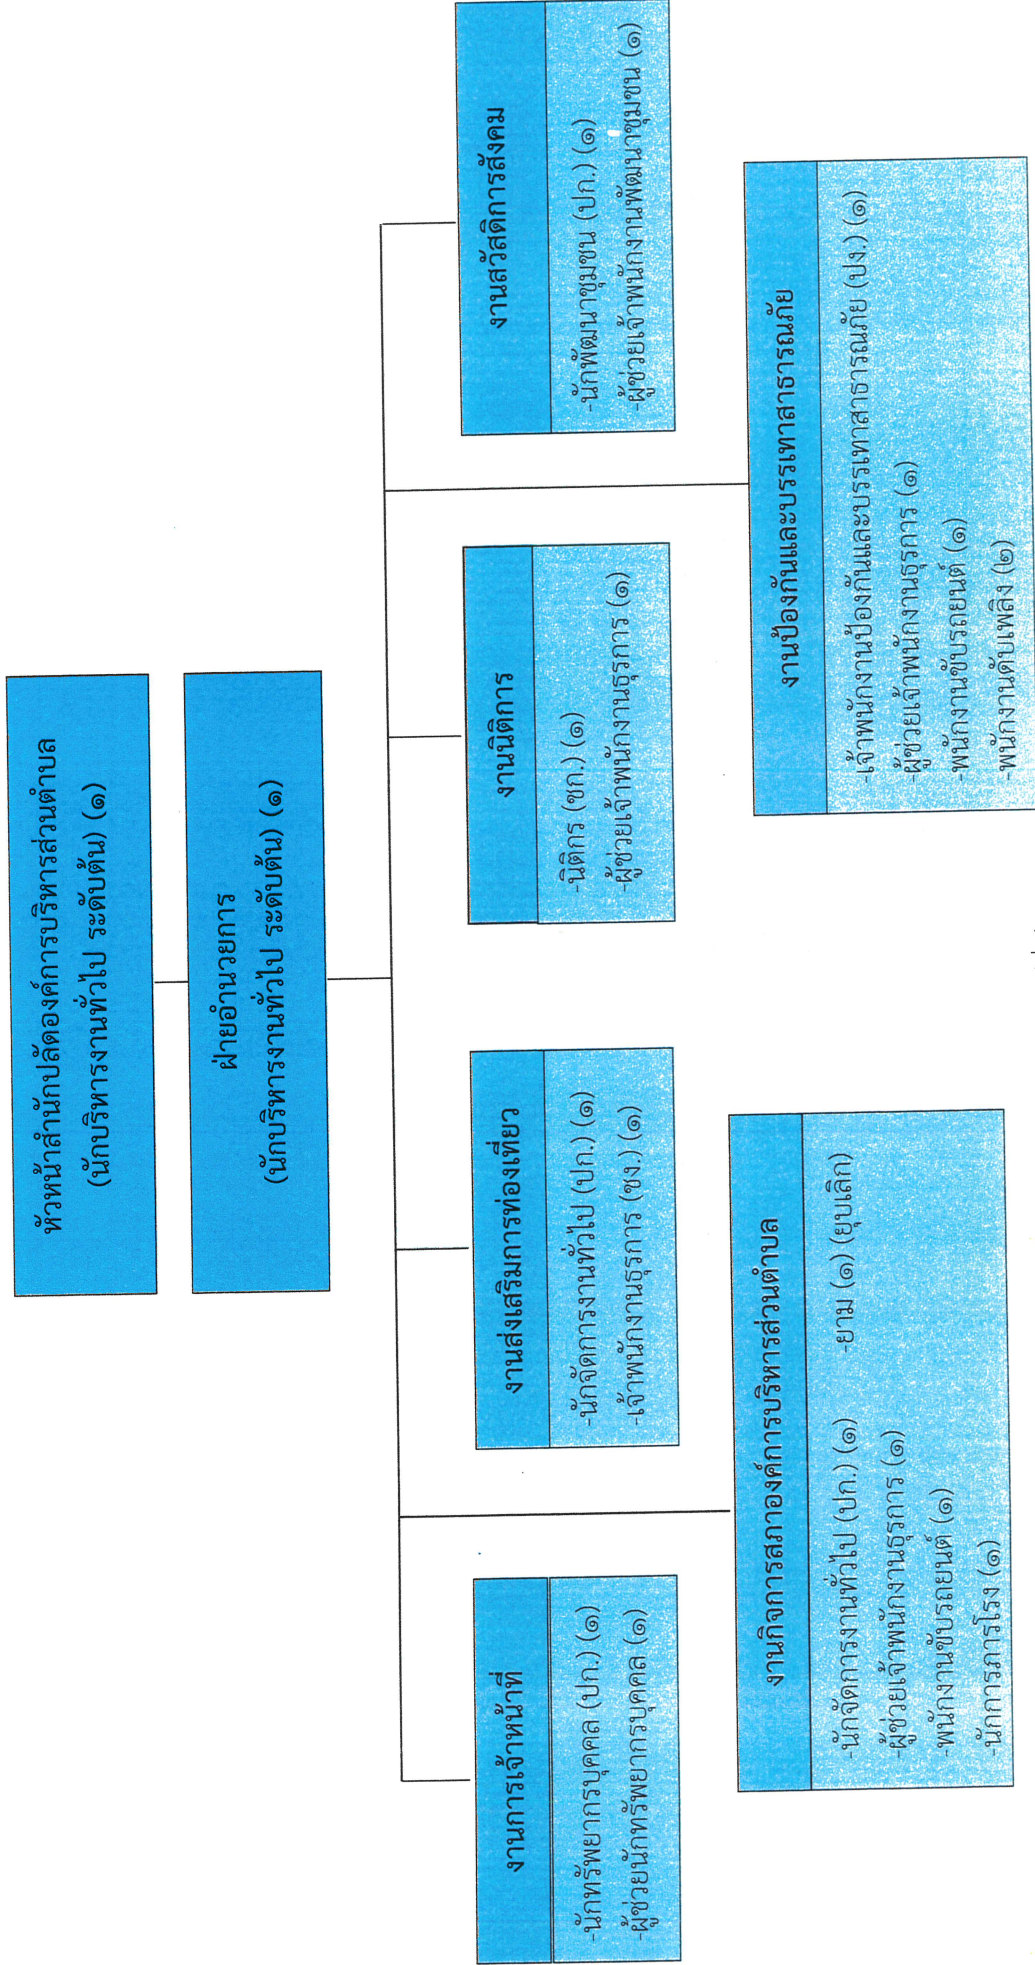 หัวหน้าสำนักปลัดองค์การบริหารส่วนตำบล
(นักบริหารงานทั่วไป ระดับต้น) (๑)
ฝ่ายอำนวยการ
(นักบริหารงานทั่วไป ระดับต้น) (๑)
งานการเจ้าหน้าที่
-นักทรัพยากรบุคคล (ปก.) (๑)
-ผู้ช่วยนักทรัพยากรบุคคล (๑)
งานส่งเสริมการท่องเที่ยว
-นักจัดการงานทั่วไป (ปก.) (๑)
-เจ้าพนักงานธุรการ (ชง.) (๑)
งานนิติการ
-นิติกร (ชก.) (๑)
-ผู้ช่วยเจ้าพนักงานธุรการ (๑)
งานสวัสดิการสังคม
-นักพัฒนาชุมชน (ปก.) (๑)
-ผู้ช่วยเจ้าพนักงานพัฒนาชุมชน (๑)
งานกิจการสภาองค์การบริหารส่วนตำบล
-นักจัดการงานทั่วไป (ปก.) (๑) -ยาม (๑) (ยุบเลิก)
-ผู้ช่วยเจ้าพนักงานธุรการ (๑)
-พนักงานขับรถยนต์ (๑)
-นักการภารโรง (๑)
งานป้องกันและบรรเทาสาธารณภัย
-เจ้าพนักงานป้องกันและบรรเทาสาธารณภัย (ปง.) (๑)
-ผู้ช่วยเจ้าพนักงานธุรการ (๑)
-พนักงานขับรถยนต์ (๑)
-พนักงานดับเพลิง (๒)